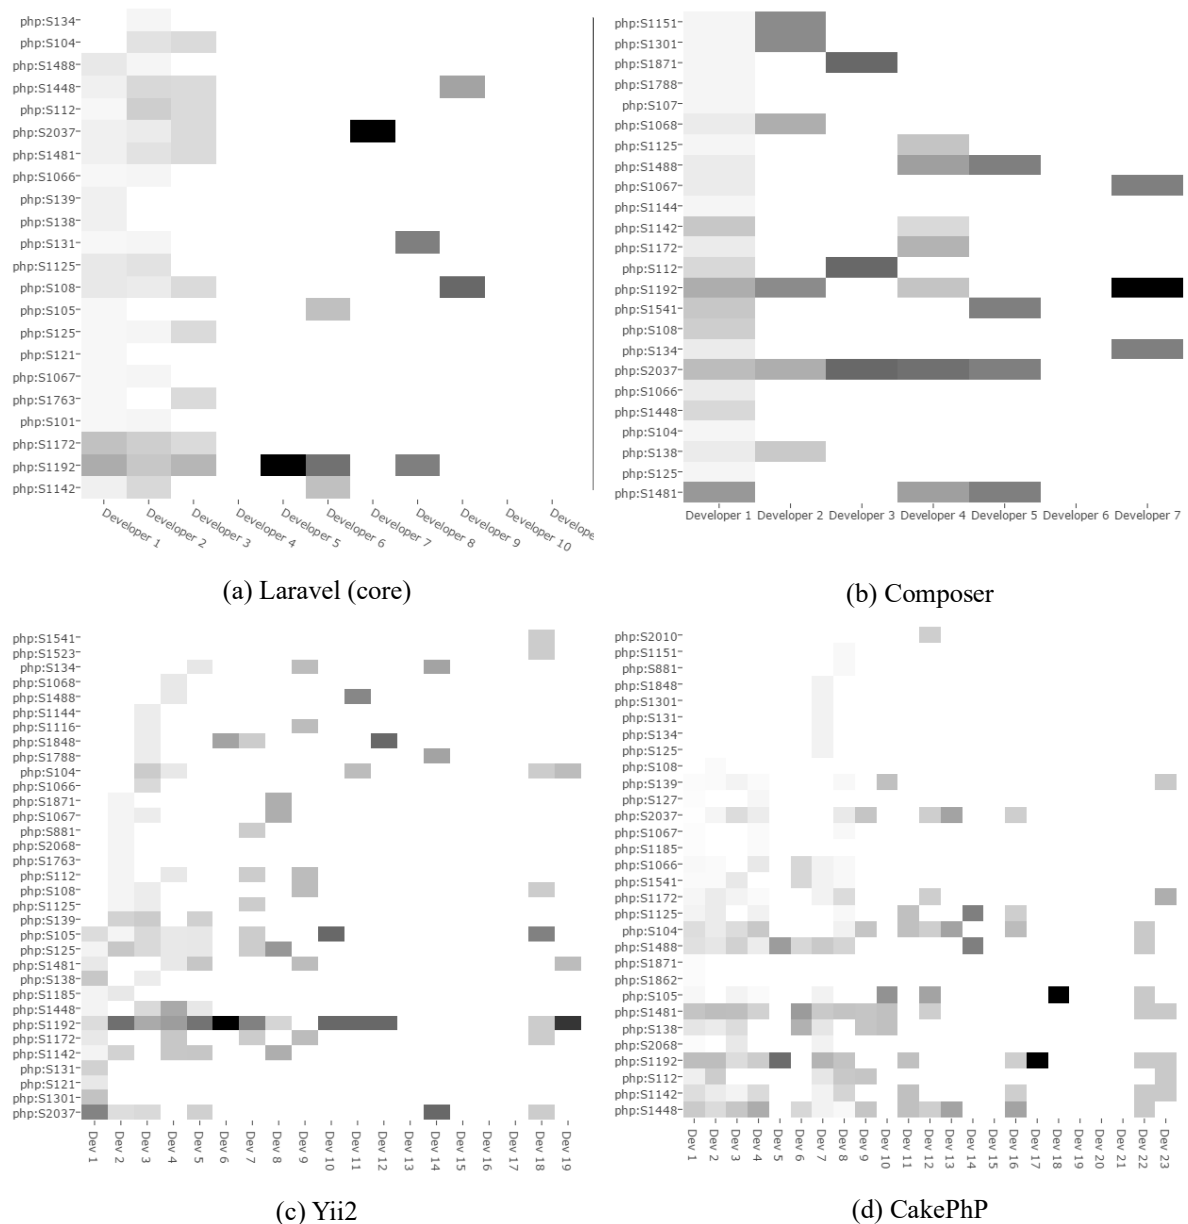 php:S134
php:S104
php:S1488
php:S1448
php:S112
php:S2037
php:S1481
php:S1066
php:S139
php:S138
php:S131
php:S1125
php:S108
php:S105
php:S125
php:S121
php:S1067
php:S1763
php:S101
php:S1172
php:S1192
php:S1142
Developer 1
Developer 2
Developer 3
Developer 4
Developer 5
Developer 6
Developer 7
Developer 8
Developer 9
Developer 10
Develope
(a) Laravel (core)
php:S1151
php:S1301
php:S1871
php:S1788
php:S107
php:S1068
php:S1125
php:S1488
php:S1067
php:S1144
php:S1142
php:S1172
php:S112
php:S1192
php:S1541
php:S108
php:S134
php:S2037
php:S1066
php:S1448
php:S104
php:S138
php:S125
php:S1481
Developer 1 Developer 2 Developer 3 Developer 4 Developer 5 Developer 6 Developer 7
(b) Composer
php:S1541
php:S1523
php:S134
php:S1068
php:S1488
php:S1144
php:S1116
php:S1848
php:S1788
php:S104
php:S1066
php:S1871
php:S1067
php:S881
php:S2068
php:S1763
php:S112
php:S108
php:S1125
php:S139
php:S105
php:S125
php:S1481
php:S138
php:S1185
php:S1448
php:S1192
php:S1172
php:S1142
php:S131
php:S121
php:S1301
php:S2037
Dev 1
Dev 2
Dev 3
Dev 4
Dev 5
Dev 6
Dev 7
Dev 8
Dev 9
Dev 10
Dev 11
Dev 12
Dev 13
Dev 14
Dev 15
Dev 16
Dev 17
Dev 18
Dev 19
(c) Yii2
php:S2010
php:S1151
php:S881
php:S1848
php:S1301
php:S131
php:S134
php:S125
php:S108
php:S139
php:S127
php:S2037
php:S1067
php:S1185
php:S1066
php:S1541
php:S1172
php:S1125
php:S104
php:S1488
php:S1871
php:S1862
php:S105
php:S1481
php:S138
php:S2068
php:S1192
php:S112
php:S1142
php:S1448
Dev 1
Dev 2
Dev 3
Dev 4
Dev 5
Dev 6
Dev 7
Dev 8
Dev 9
Dev 10
Dev 11
Dev 12
Dev 13
Dev 14
Dev 15
Dev 16
Dev 17
Dev 18
Dev 19
Dev 20
Dev 21
Dev 22
Dev 23
(d) CakePhP